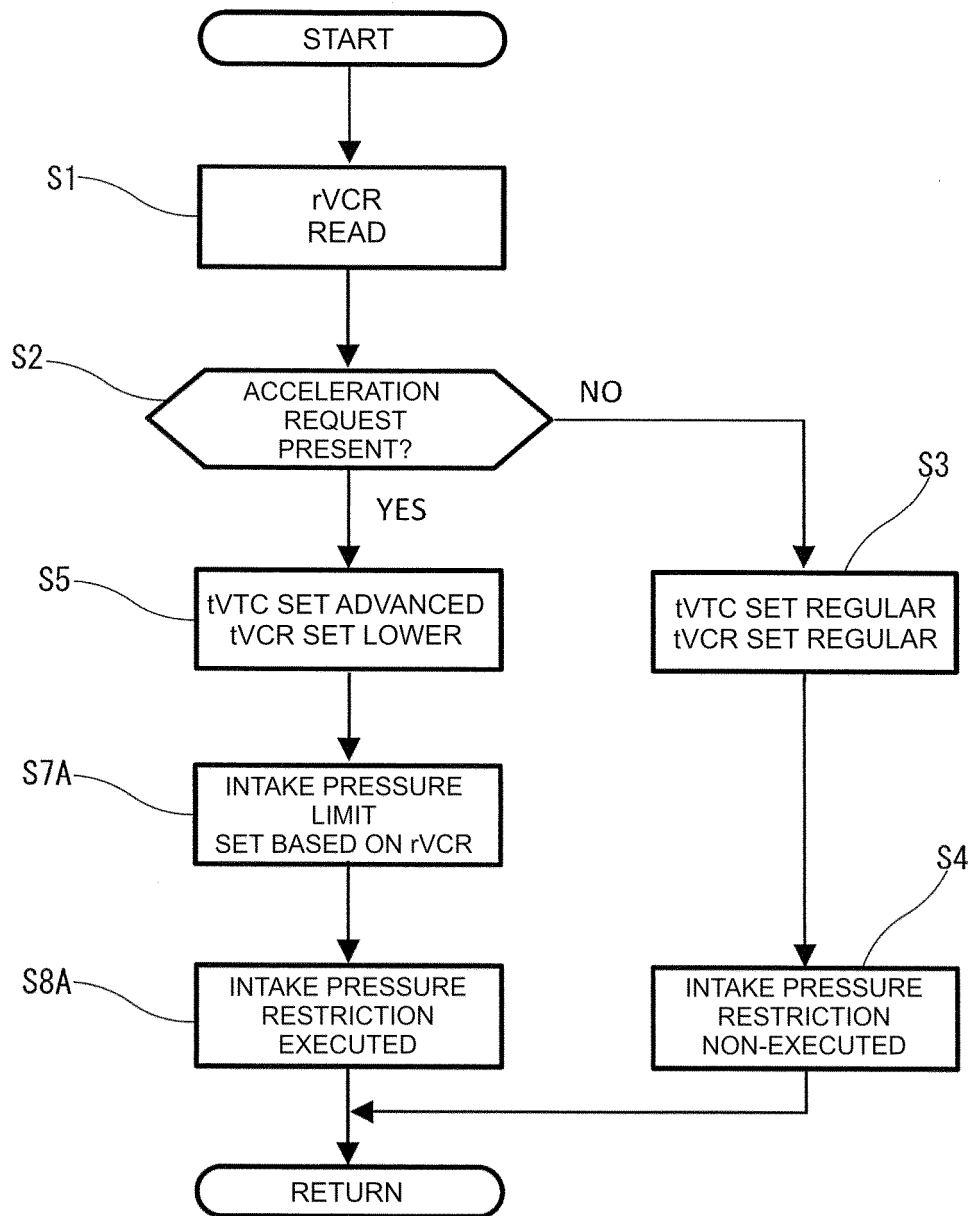 START
S1
rVCR
READ
S2
ACCELERATION
REQUEST
PRESENT?
NO
YES
S3
S5
tVTC SET ADVANCED
tVCR SET LOWER
tVTC SET REGULAR
tVCR SET REGULAR
S7A
INTAKE PRESSURE
LIMIT
SET BASED ON rVCR
S4
S8A
INTAKE PRESSURE
RESTRICTION
EXECUTED
INTAKE PRESSURE
RESTRICTION
NON-EXECUTED
RETURN